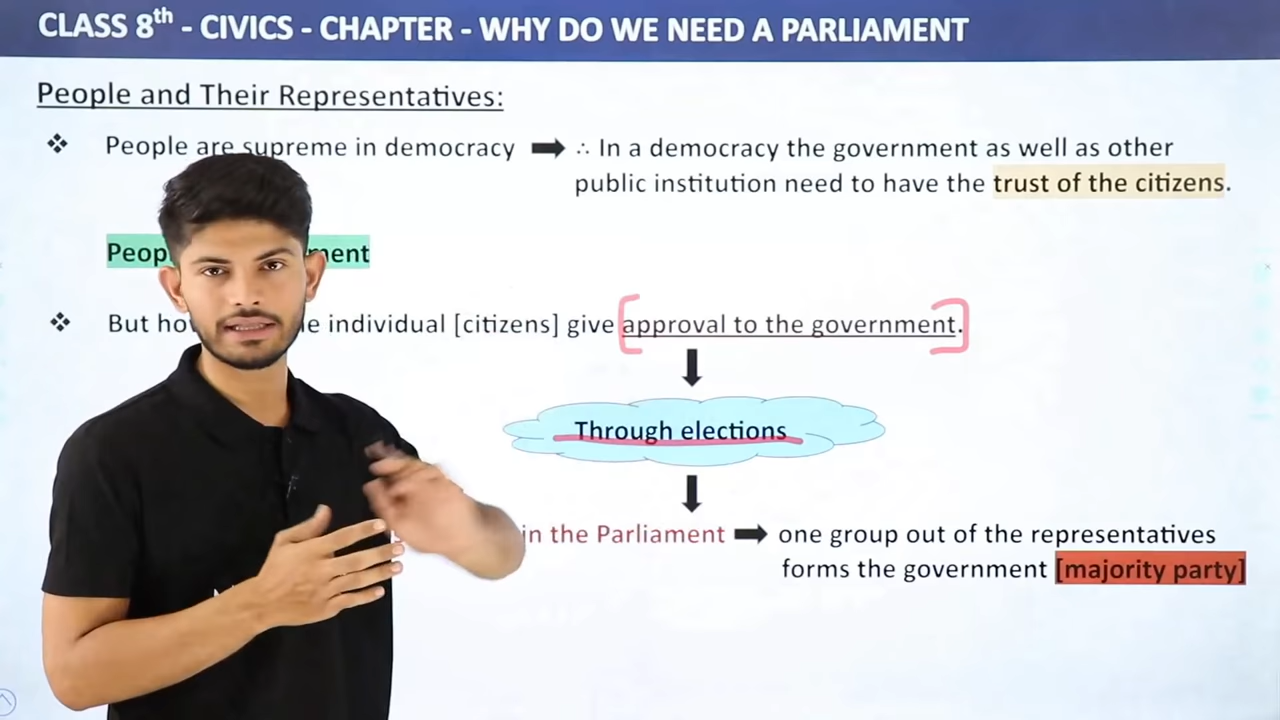 CLASS 8th - CIVICS - CHAPTER - WHY DO WE NEED A PARLIAMENT
People and Their Representatives:
❖ People are supreme in democracy ➡ ∴ In a democracy the government as well as other
public institution need to have the trust of the citizens.
❖ But individual [citizens] give approval to the government.
Through elections
in the Parliament ➡ one group out of the representatives
forms the government [majority party]